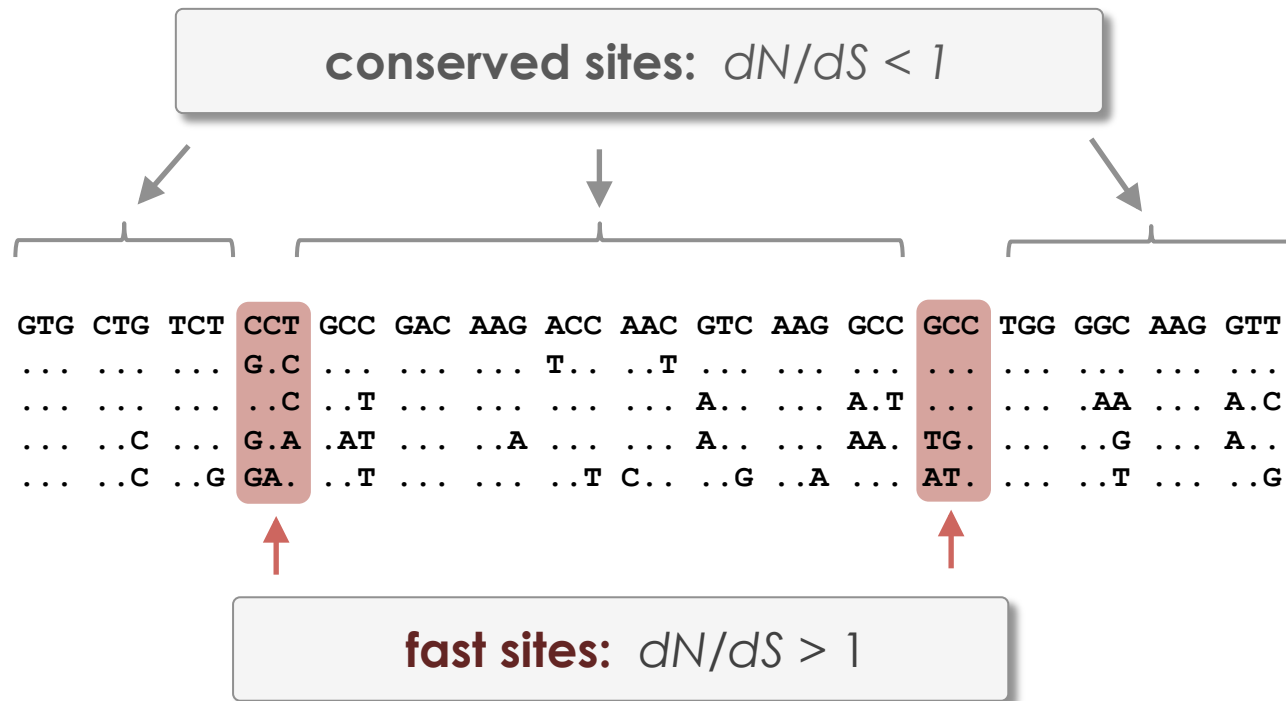 conserved sites: dN/dS < 1
GTG CTG TCT CCT GCC GAC AAG ACC AAC GTC AAG GCC GCC TGG GGC AAG GTT
... ... ... G.C ... ... ... T.. ..T ... ... ... ... ... ... ... ...
... ... ... ..C ..T ... ... ... ... A.. ... A.T ... ... .AA ... A.C
... ..C ... G.A .AT ... ..A ... ... A.. ... AA. TG. ... ..G ... A..
... ..C ..G GA. ..T ... ... ..T C.. ..G ..A ... AT. ... ..T ... ..G
fast sites: dN/dS > 1